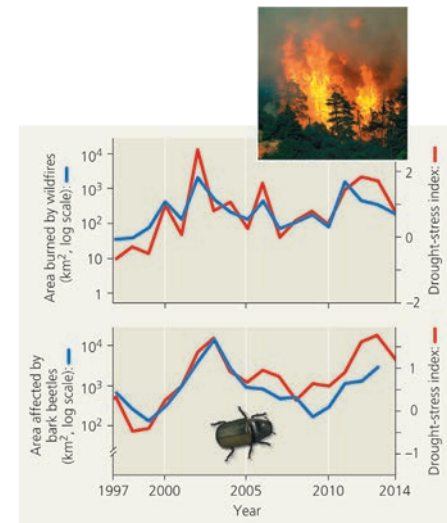 Area burned by wildfires
(km², log scale):
10⁴
10³
10²
10
1
2
0
−2
Drought-stress index:
Area affected by
bark beetles
(km², log scale):
10⁴
10³
10²
1
0
−1
Drought-stress index:
1997 2000 2005 2010 2014
Year